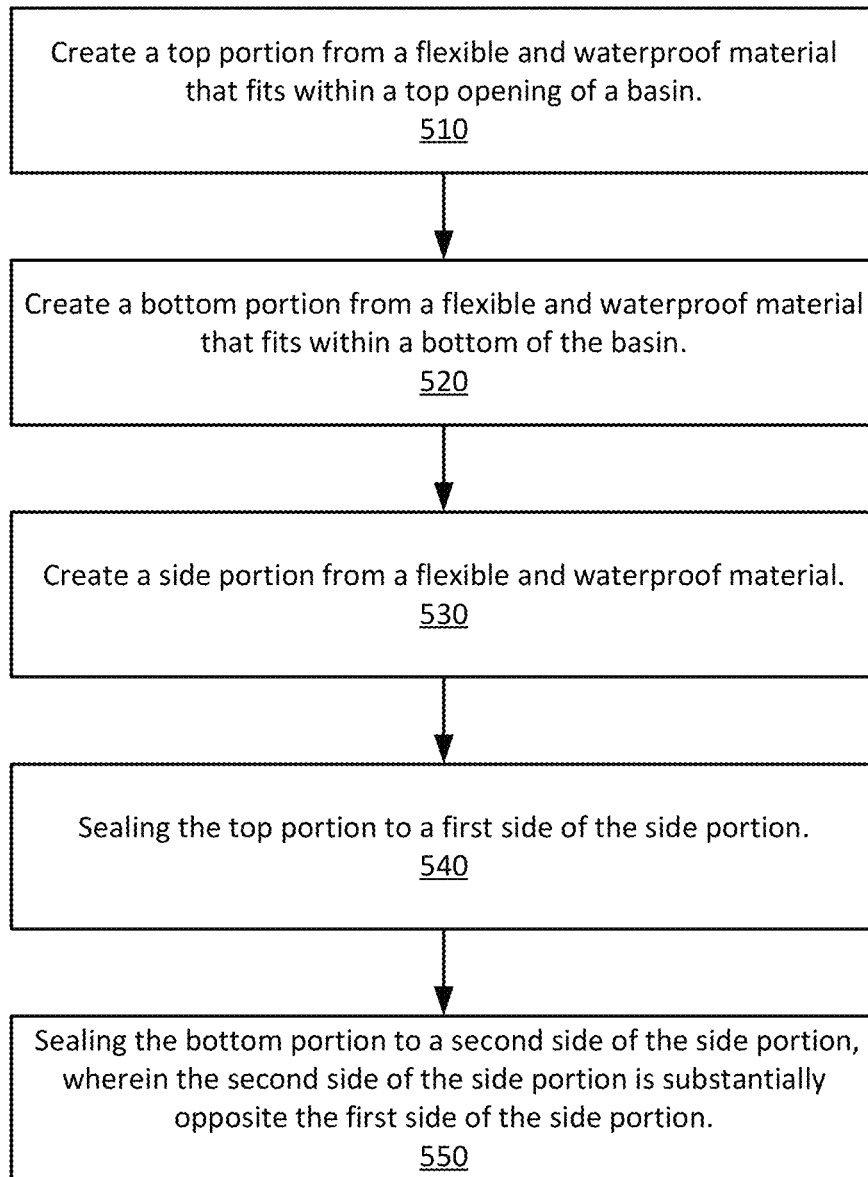 Create a top portion from a flexible and waterproof material
that fits within a top opening of a basin.
510
Create a bottom portion from a flexible and waterproof material
that fits within a bottom of the basin.
520
Create a side portion from a flexible and waterproof material.
530
Sealing the top portion to a first side of the side portion.
540
Sealing the bottom portion to a second side of the side portion,
wherein the second side of the side portion is substantially
opposite the first side of the side portion.
550